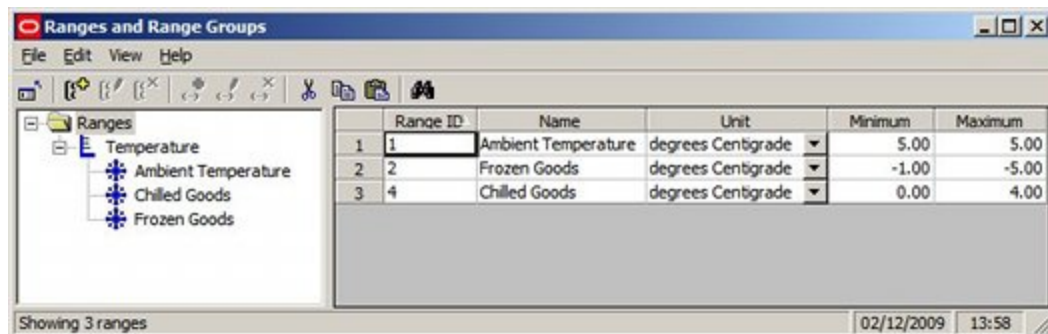 Ranges and Range Groups
File Edit View Help
Ranges
Temperature
Ambient Temperature
Chilled Goods
Frozen Goods
Range ID Name Unit Minimum Maximum
1 1 Ambient Temperature degrees Centigrade 5.00 5.00
2 2 Frozen Goods degrees Centigrade -1.00 -5.00
3 4 Chilled Goods degrees Centigrade 0.00 4.00
Showing 3 ranges 02/12/2009 13:58